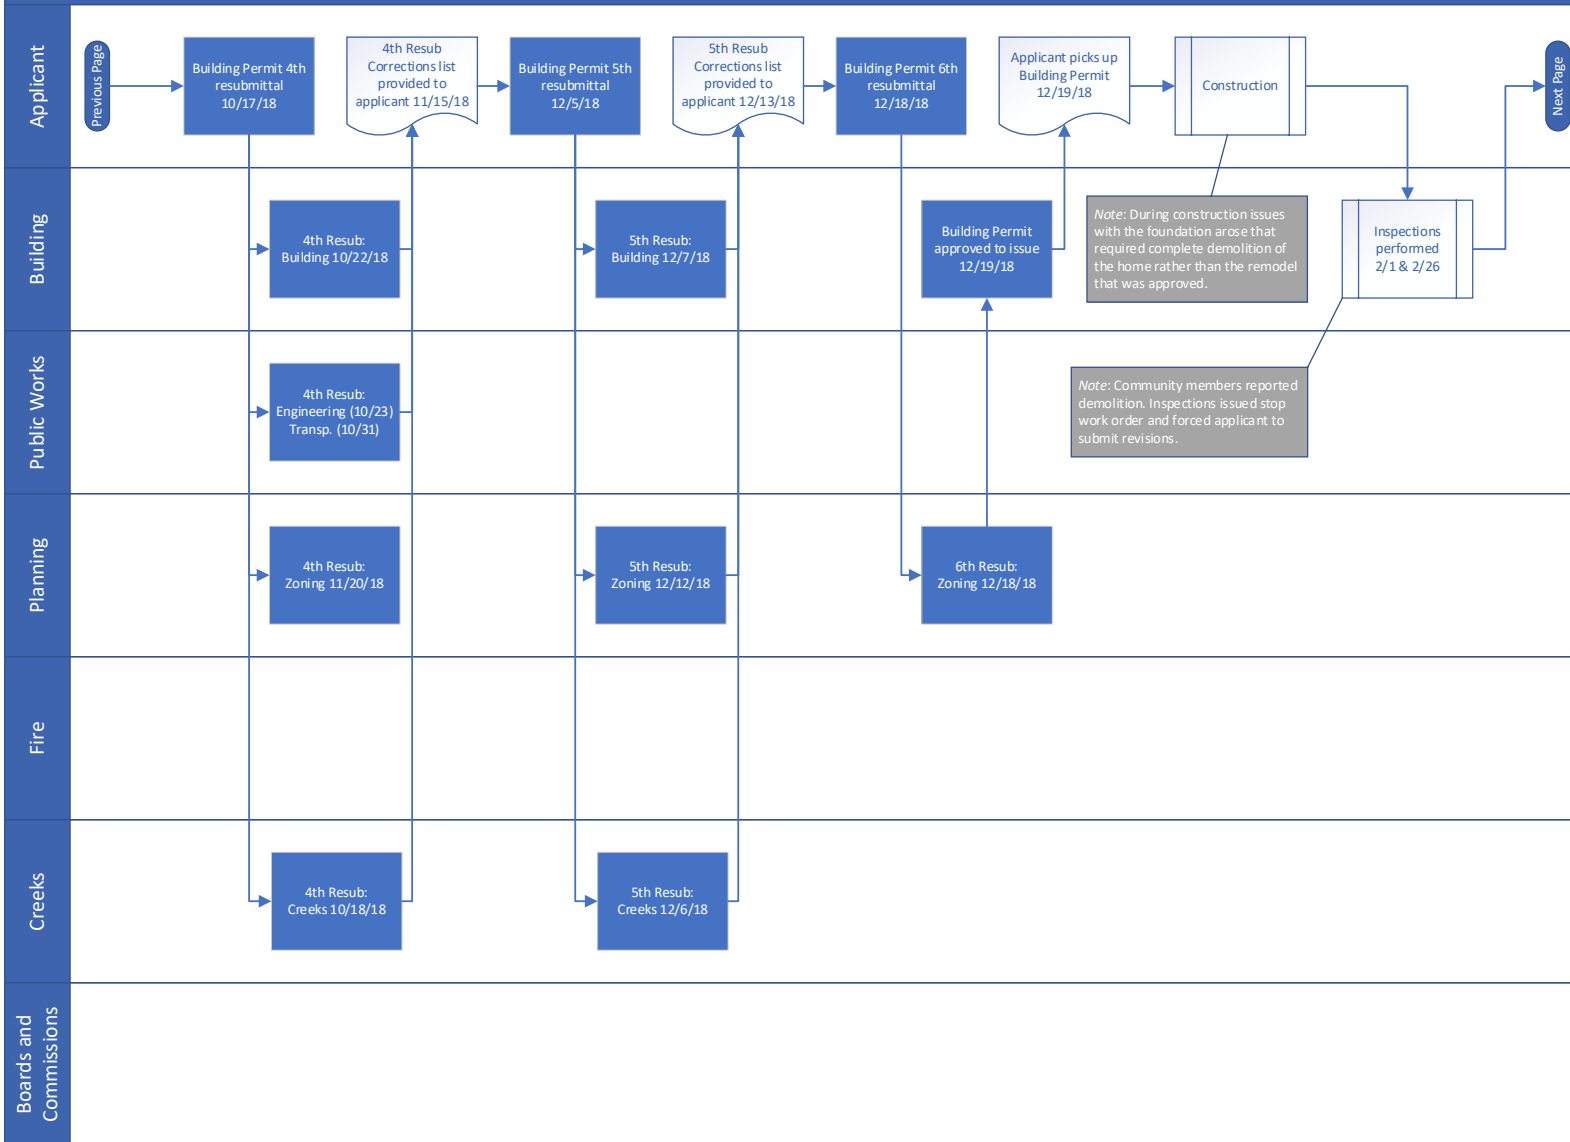 Applicant
Previous Page
Building Permit 4th
resubmittal
10/17/18
4th Resub
Corrections list
provided to
applicant 11/15/18
Building Permit 5th
resubmittal
12/5/18
5th Resub
Corrections list
provided to
applicant 12/13/18
Building Permit 6th
resubmittal
12/18/18
Applicant picks up
Building Permit
12/19/18
Construction
Next Page
Building
4th Resub:
Building 10/22/18
5th Resub:
Building 12/7/18
Building Permit
approved to issue
12/19/18
Note: During construction issues
with the foundation arose that
required complete demolition of
the home rather than the remodel
that was approved.
Inspections
performed
2/1 & 2/26
Public Works
4th Resub:
Engineering (10/23)
Transp. (10/31)
Note: Community members reported
demolition. Inspections issued stop
work order and forced applicant to
submit revisions.
Planning
4th Resub:
Zoning 11/20/18
5th Resub:
Zoning 12/12/18
6th Resub:
Zoning 12/18/18
Fire
Creeks
4th Resub:
Creeks 10/18/18
5th Resub:
Creeks 12/6/18
Boards and
Commissions